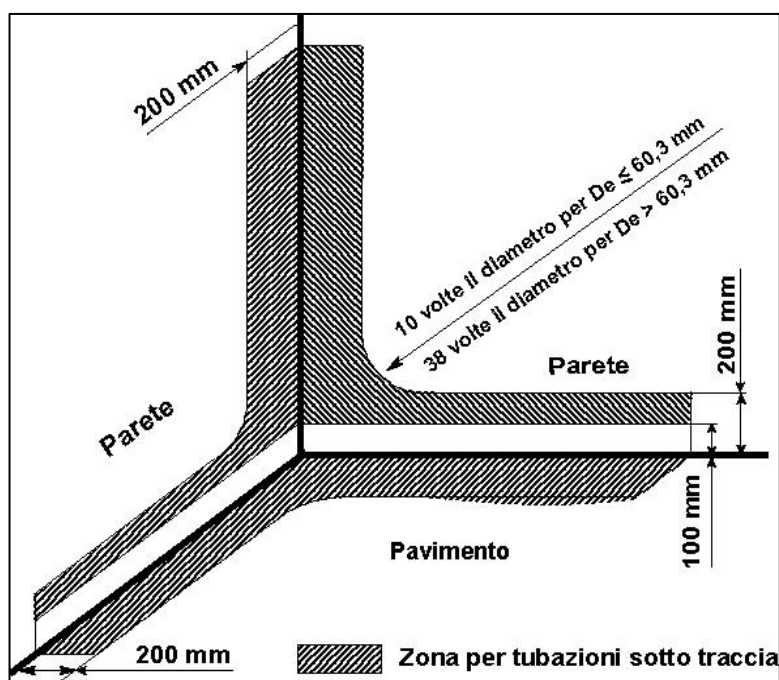 200 mm
10 volte il diametro per De ≤ 60,3 mm
38 volte il diametro per De > 60,3 mm
200 mm
Parete
Parete
100 mm
Pavimento
200 mm
Zona per tubazioni sotto traccia